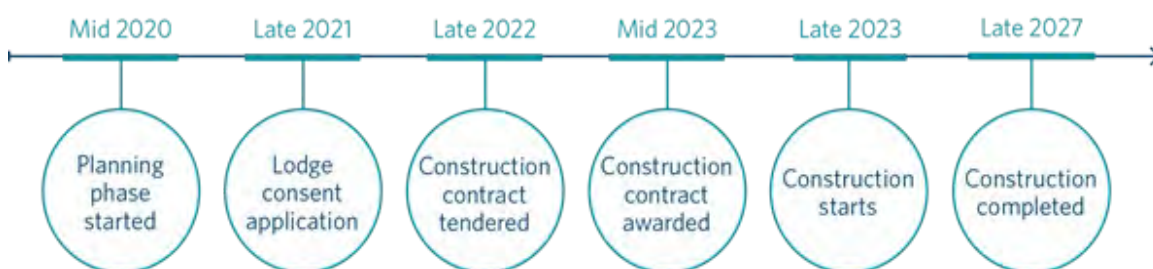 Mid 2020
Late 2021
Late 2022
Mid 2023
Late 2023
Late 2027
Planning
phase
started
Lodge
consent
application
Construction
contract
tendered
Construction
contract
awarded
Construction
starts
Construction
completed